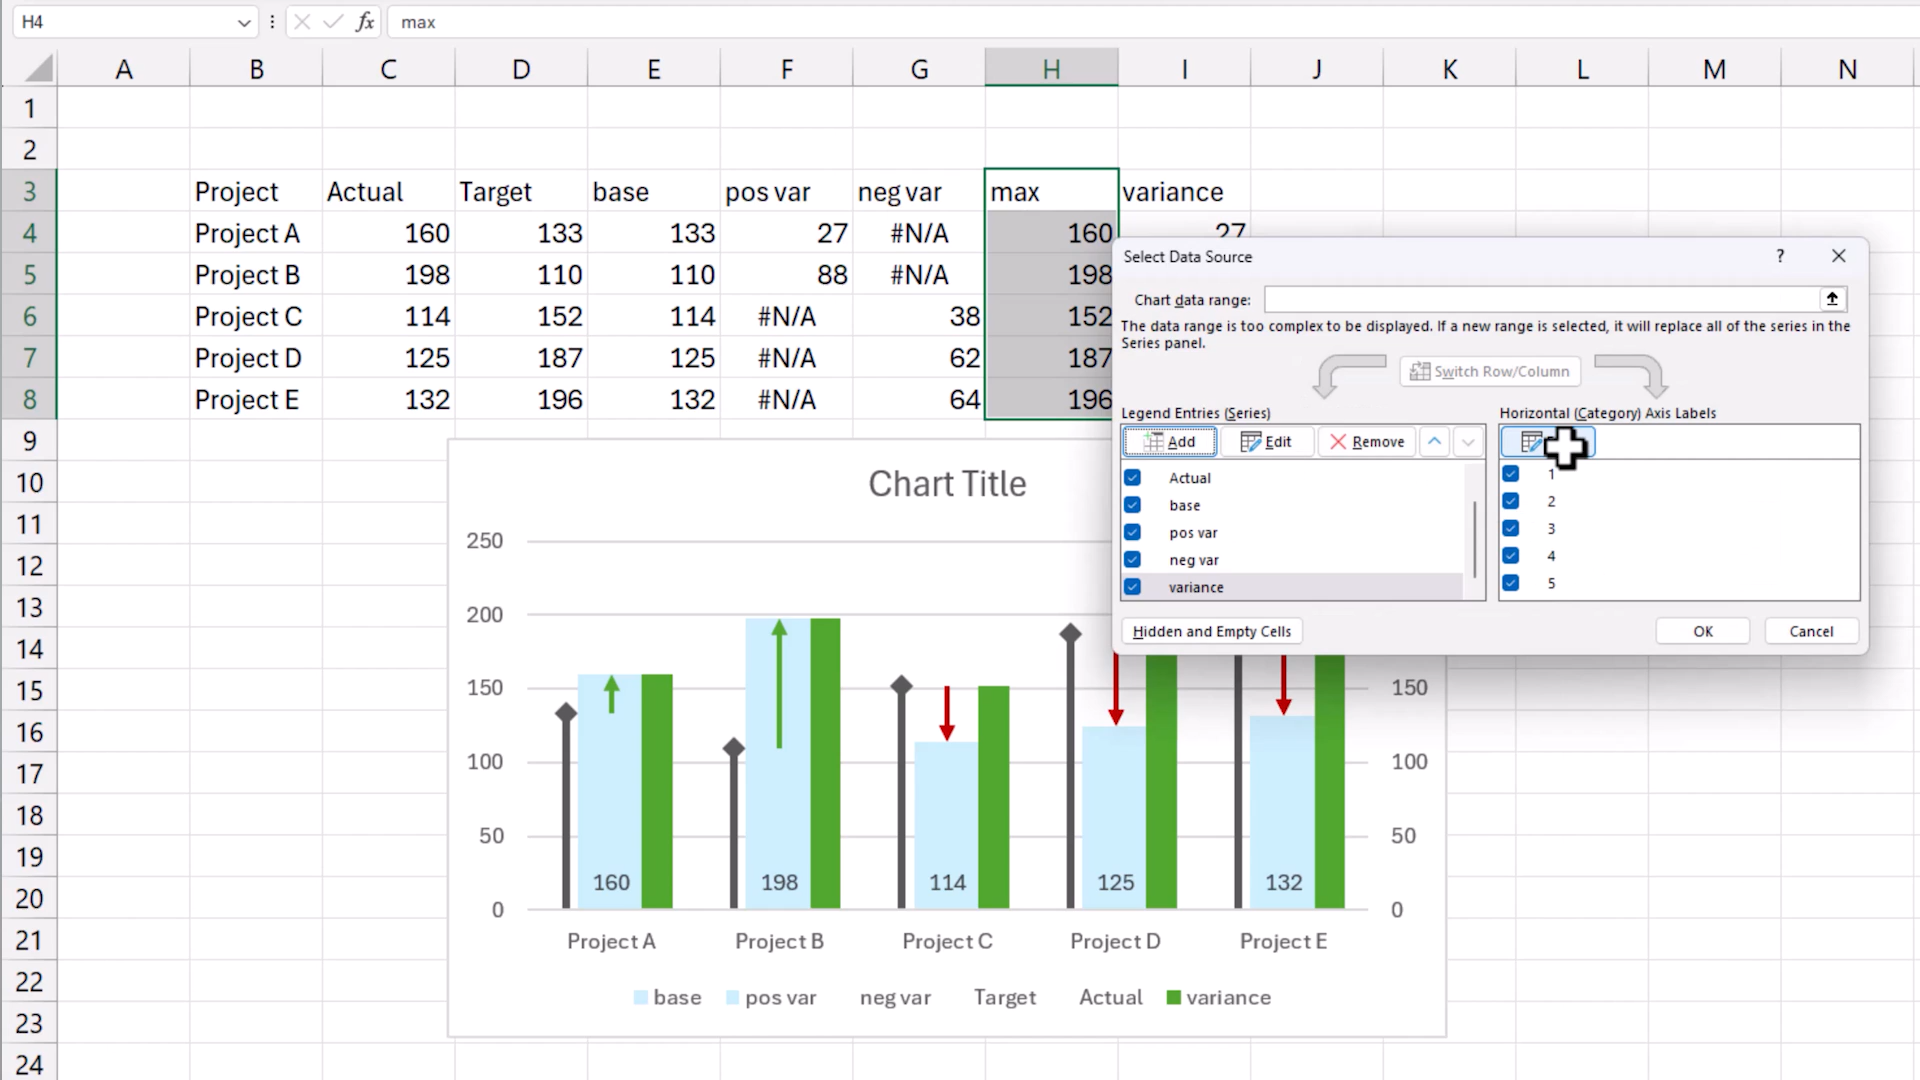 H4 fx max
A B C D E F G H I J K L M N
1
2
3 Project Actual Target base pos var neg var max variance
4 Project A 160 133 133 27 #N/A 160 27
5 Project B 198 110 110 88 #N/A 198
6 Project C 114 152 114 #N/A 38 152
7 Project D 125 187 125 #N/A 62 187
8 Project E 132 196 132 #N/A 64 196
9
10
11
12
13
14
15
16
17
18
19
20
21
22
23
24
Select Data Source ?
Chart data range:
The data range is too complex to be displayed. If a new range is selected, it will replace all of the series in the
Series panel.
Switch Row/Column
Legend Entries (Series)
Add Edit Remove
Actual
base
pos var
neg var
variance
Horizontal (Category) Axis Labels
1
2
3
4
5
Hidden and Empty Cells OK Cancel
Chart Title
250
200
150 150
100 100
50 50
0 0
160 198 114 125 132
Project A Project B Project C Project D Project E
base pos var neg var Target Actual variance